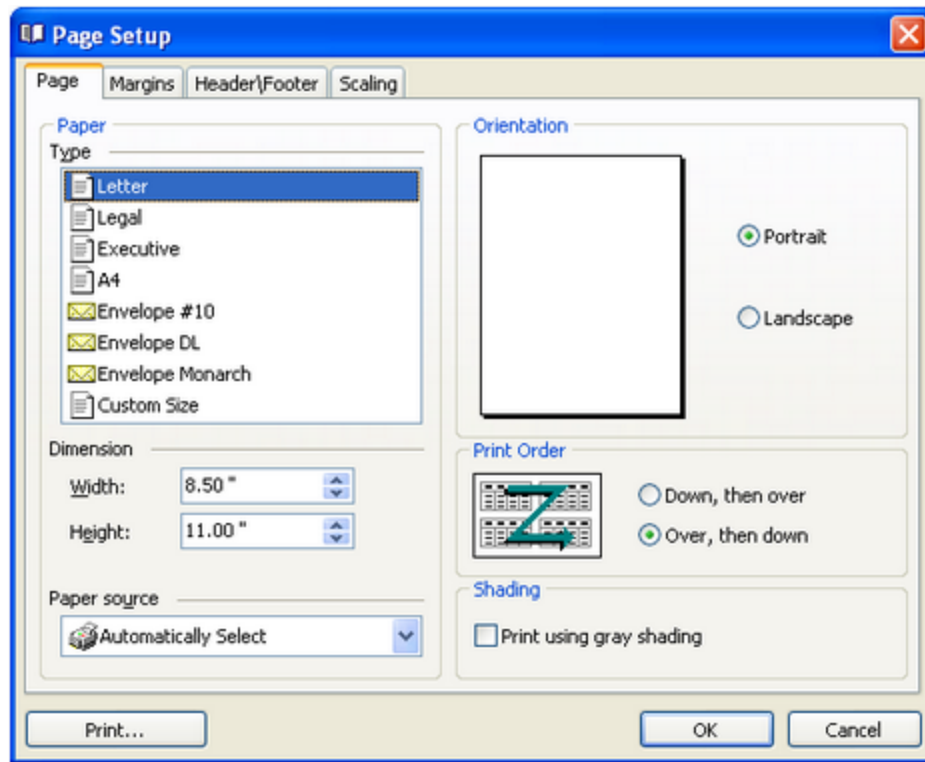 Page Setup
Page
Margins
Header\Footer
Scaling
Paper
Type
Letter
Legal
Executive
A4
Envelope #10
Envelope DL
Envelope Monarch
Custom Size
Dimension
Width: 8.50 "
Height: 11.00 "
Paper source
Automatically Select
Orientation
Portrait
Landscape
Print Order
Down, then over
Over, then down
Shading
Print using gray shading
Print...
OK
Cancel